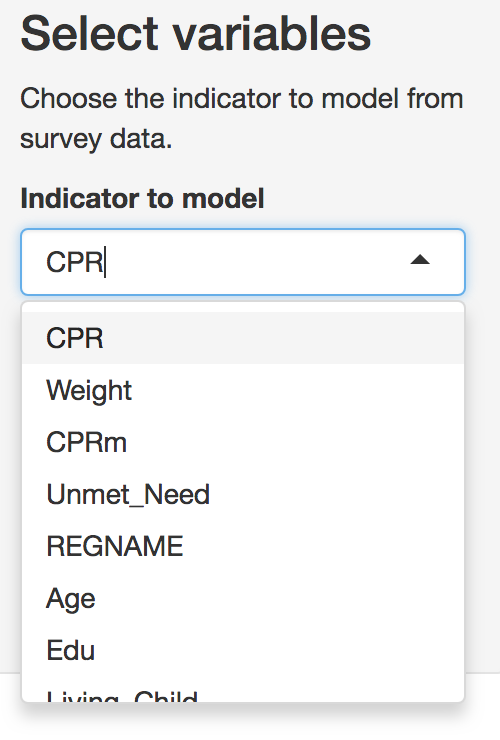 Select variables
Choose the indicator to model from
survey data.
Indicator to model
CPR
CPR
Weight
CPRm
Unmet_Need
REGNAME
Age
Edu
Living_Child